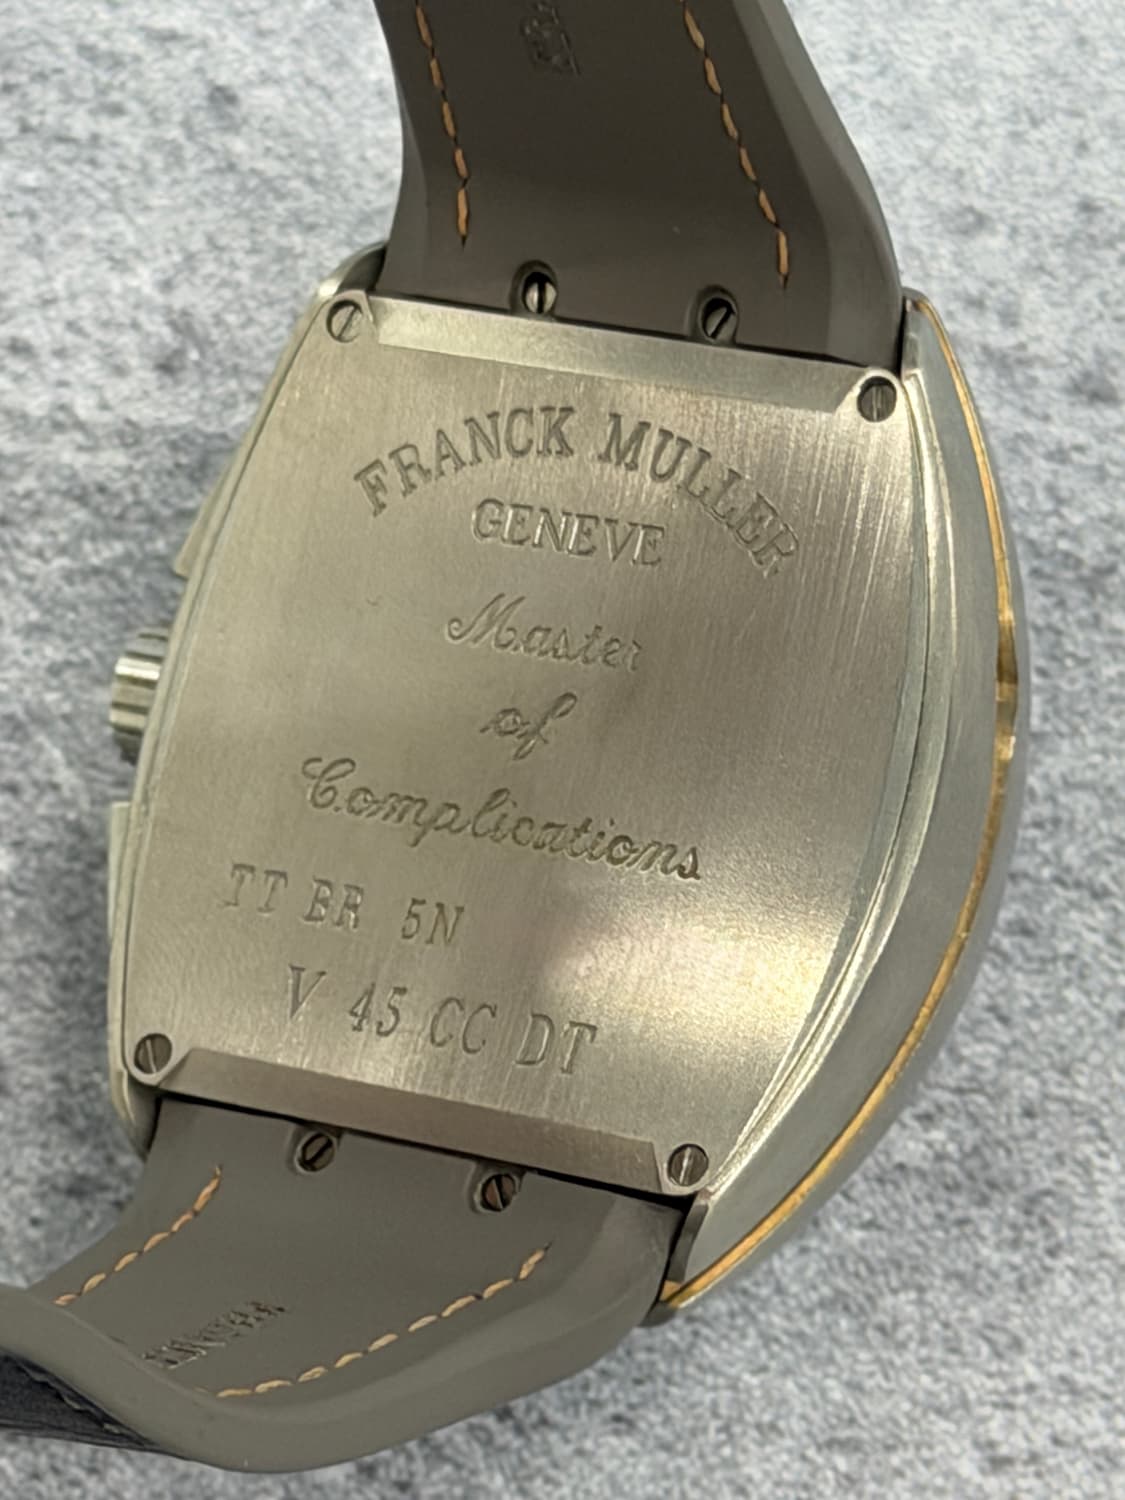 FRANCK MULLER
GENEVE
Master
of
Complications
TT BR 5N
V 45 CC DT